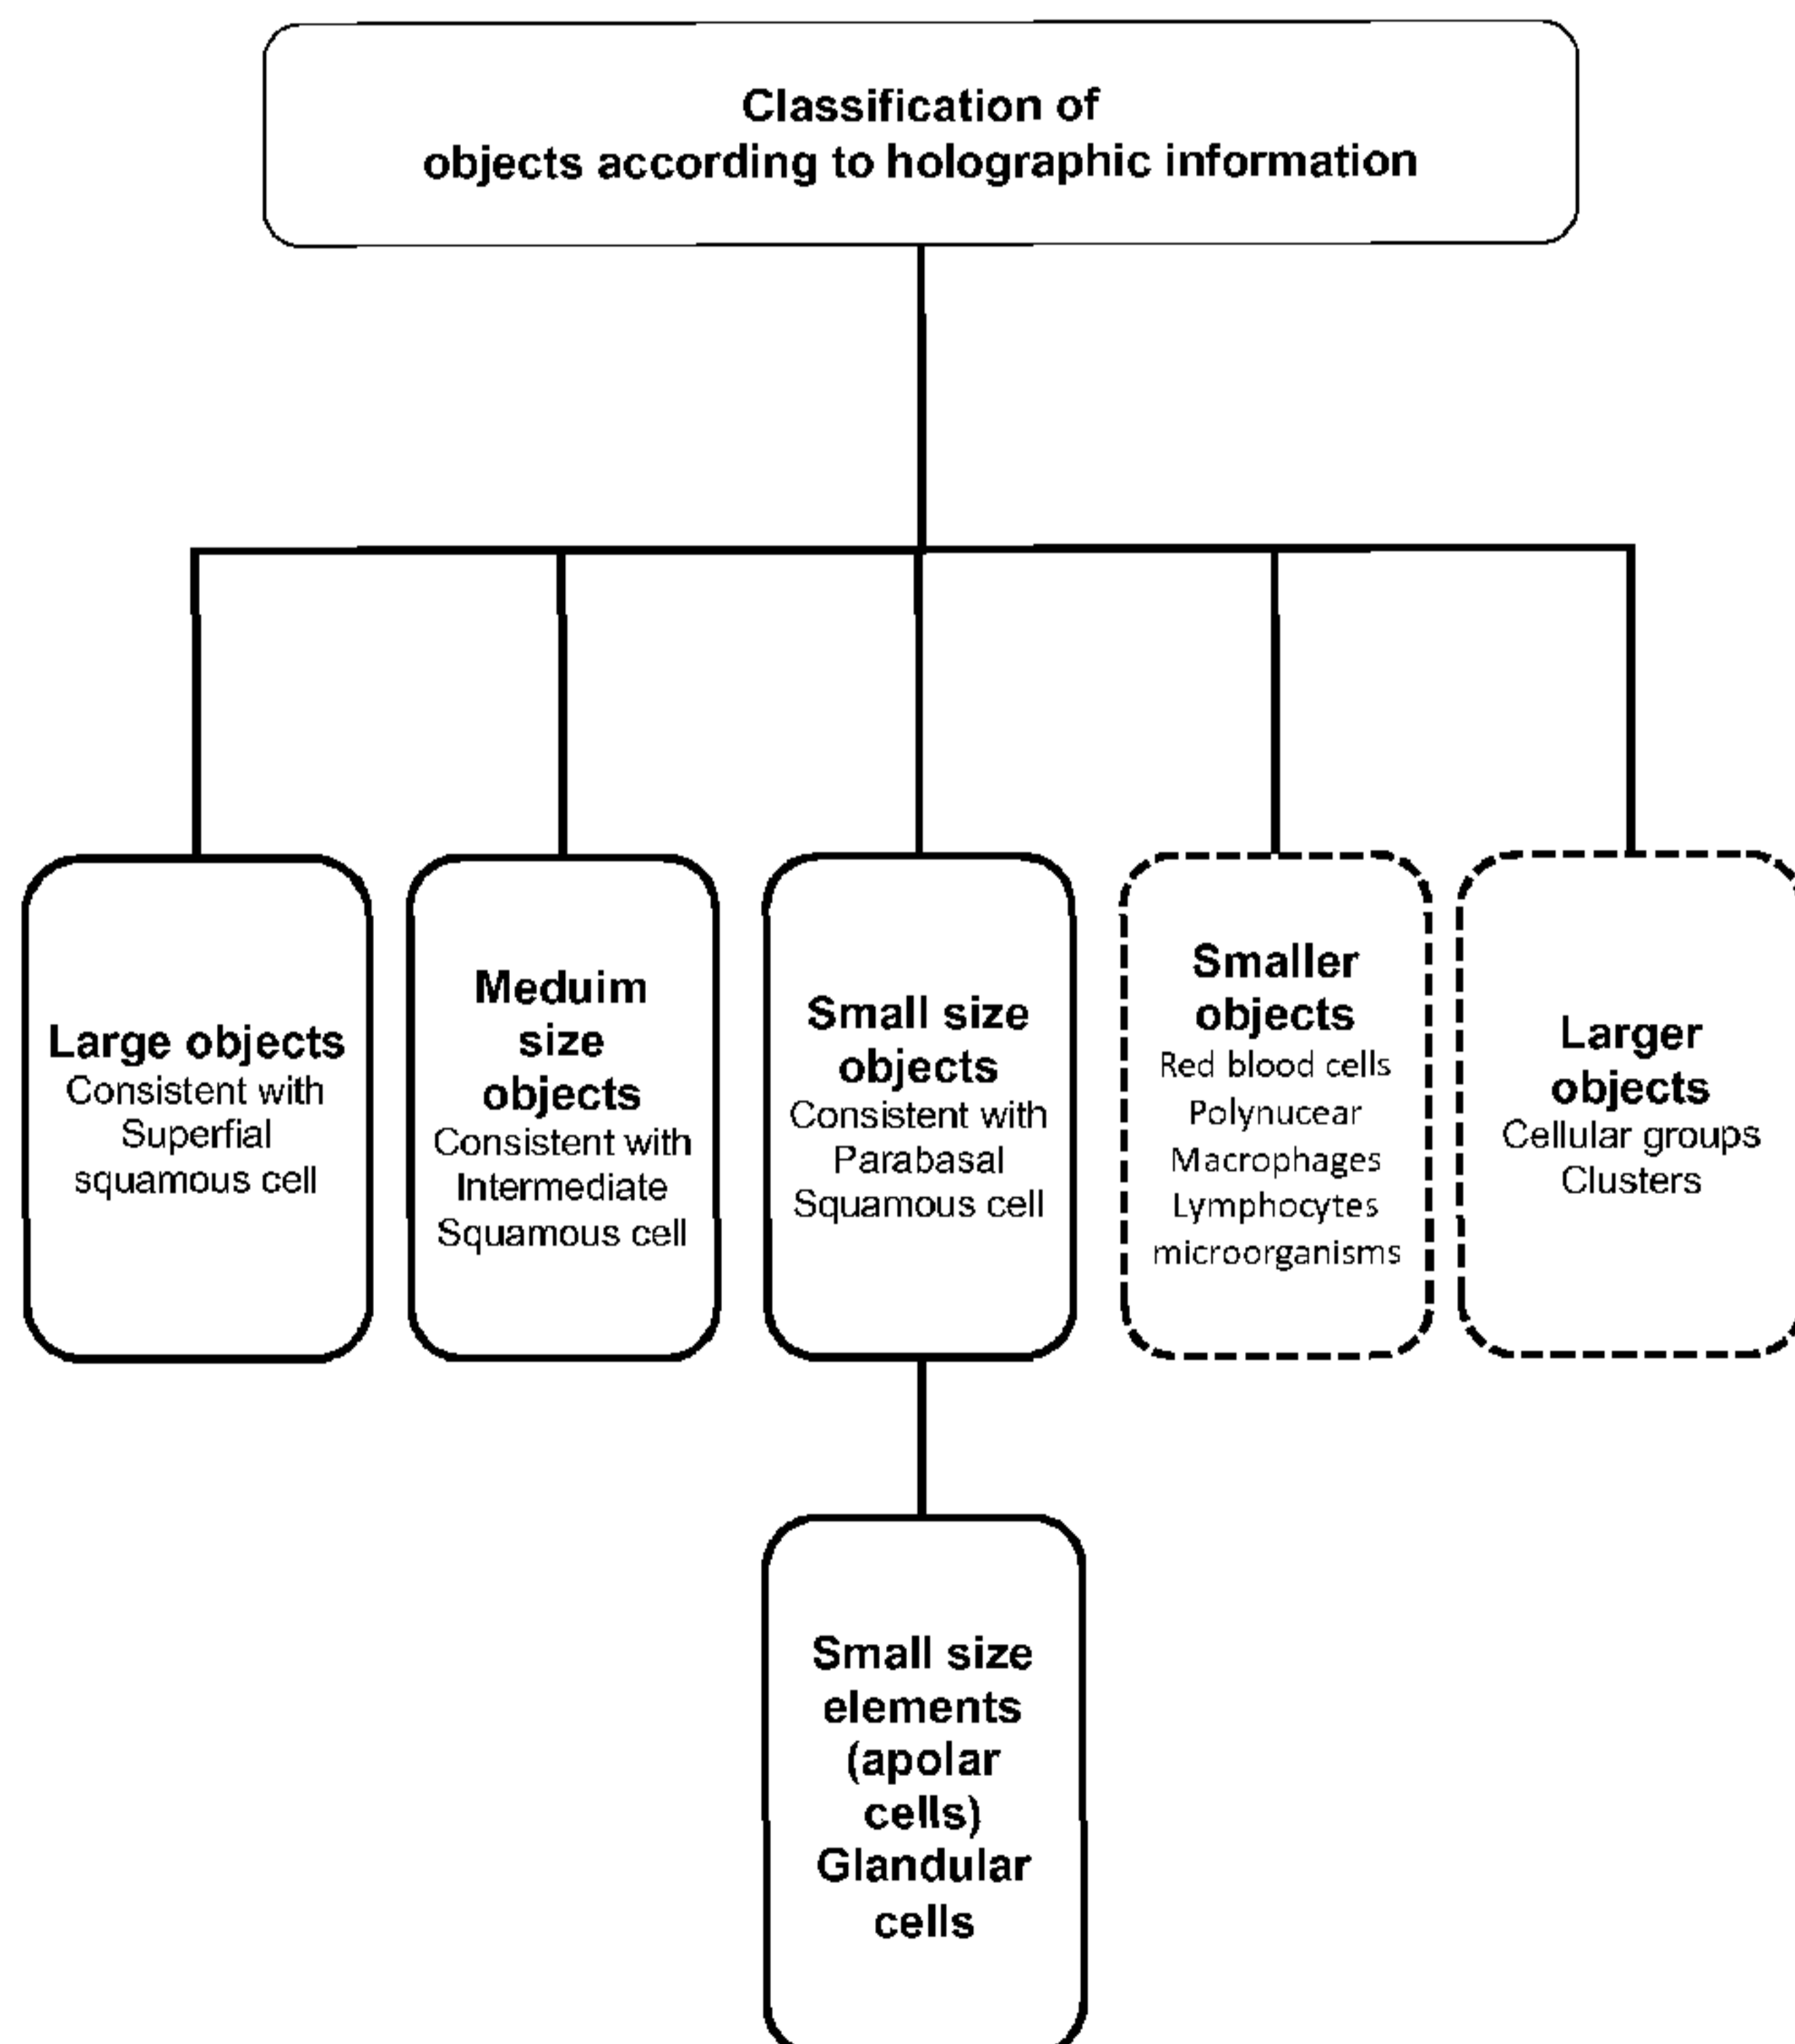 Classification of
objects according to holographic information
Large objects
Consistent with
Superfial
squamous cell
Meduim
size
objects
Consistent with
Intermediate
Squamous cell
Small size
objects
Consistent with
Parabasal
Squamous cell
Smaller
objects
Red blood cells
Polynucear
Macrophages
Lymphocytes
microorganisms
Larger
objects
Cellular groups
Clusters
Small size
elements
(apolar
cells)
Glandular
cells